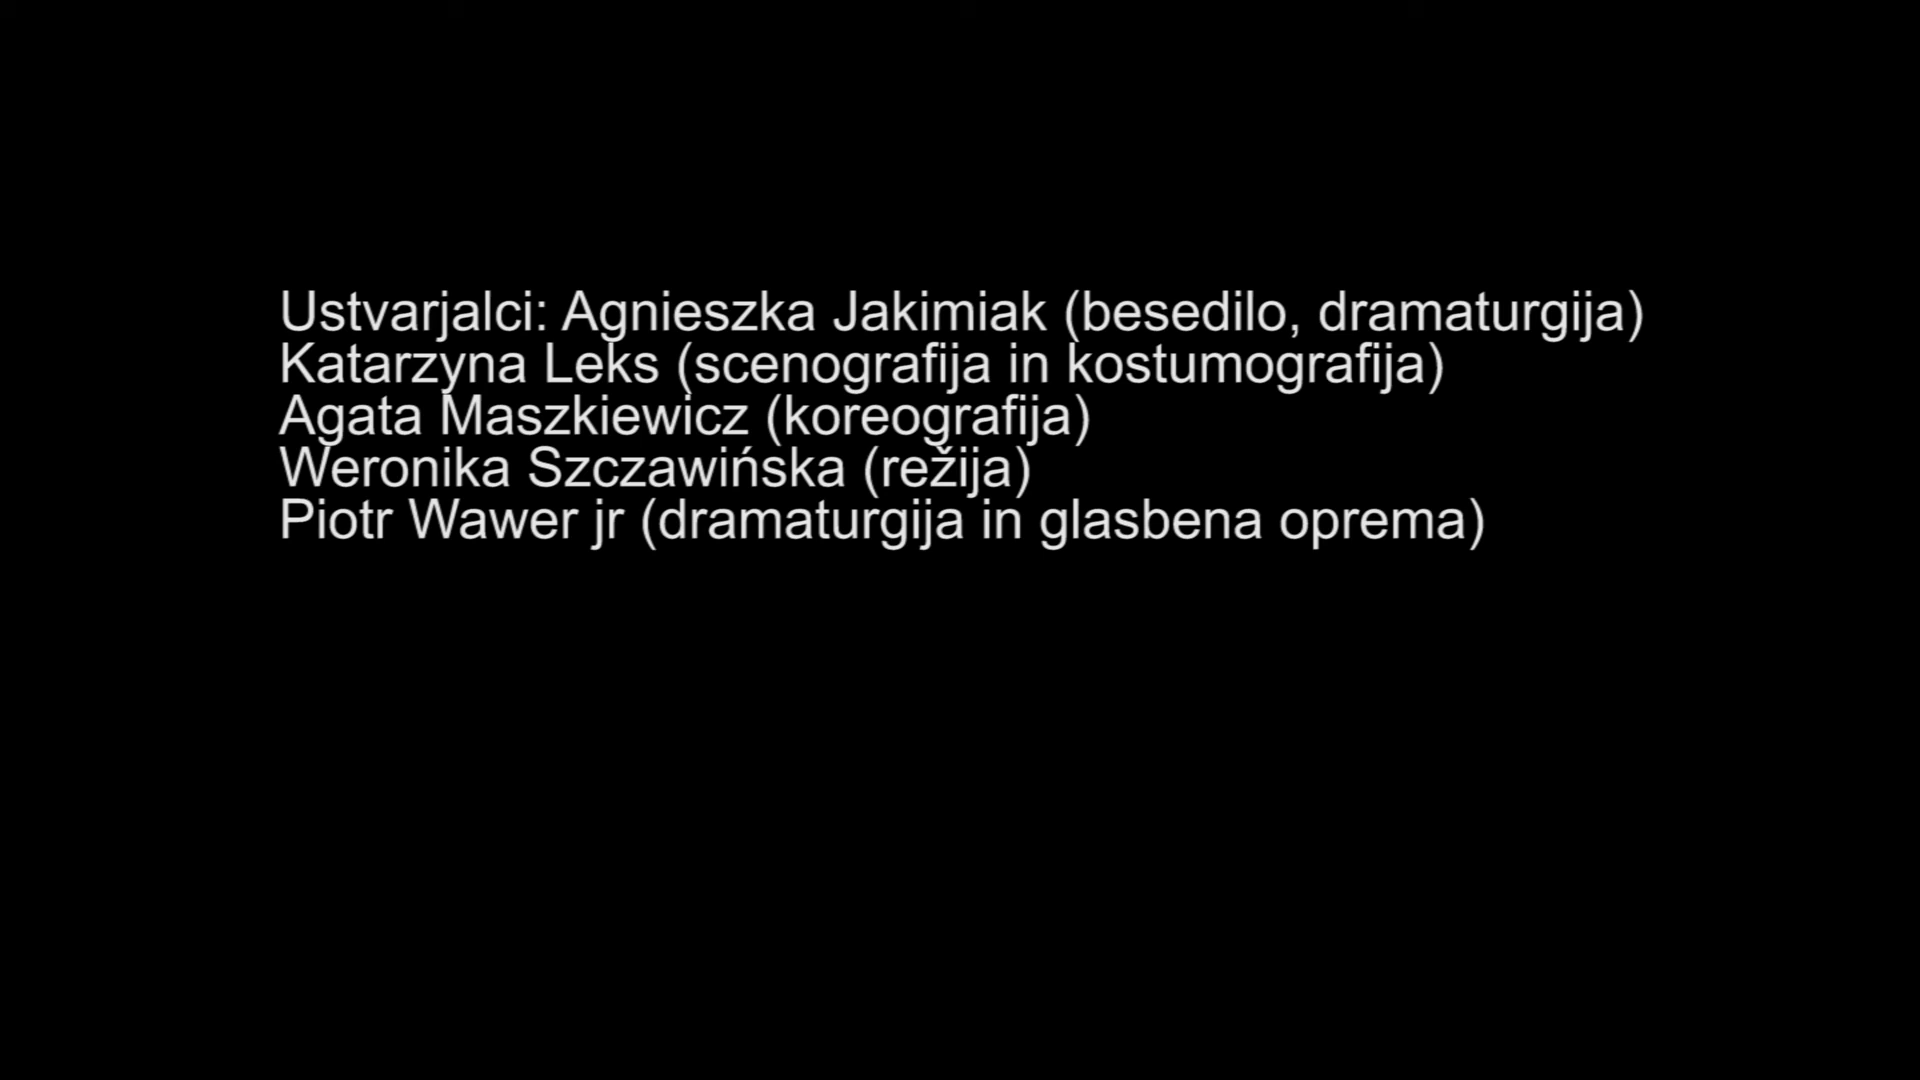 Ustvarjalci: Agnieszka Jakimiak (besedilo, dramaturgija)
Katarzyna Leks (scenografija in kostumografija)
Agata Maszkiewicz (koreografija)
Weronika Szczawińska (režija)
Piotr Wawer jr (dramaturgija in glasbena oprema)